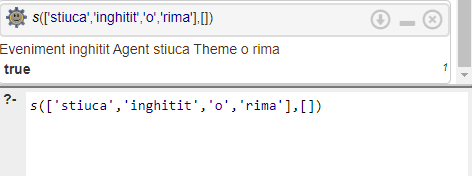 s(['stiuca','inghitit','o','rima'],[])
Eveniment inghitit Agent stiuca Theme o rima
true
1
?- s(['stiuca','inghitit','o','rima'],[])